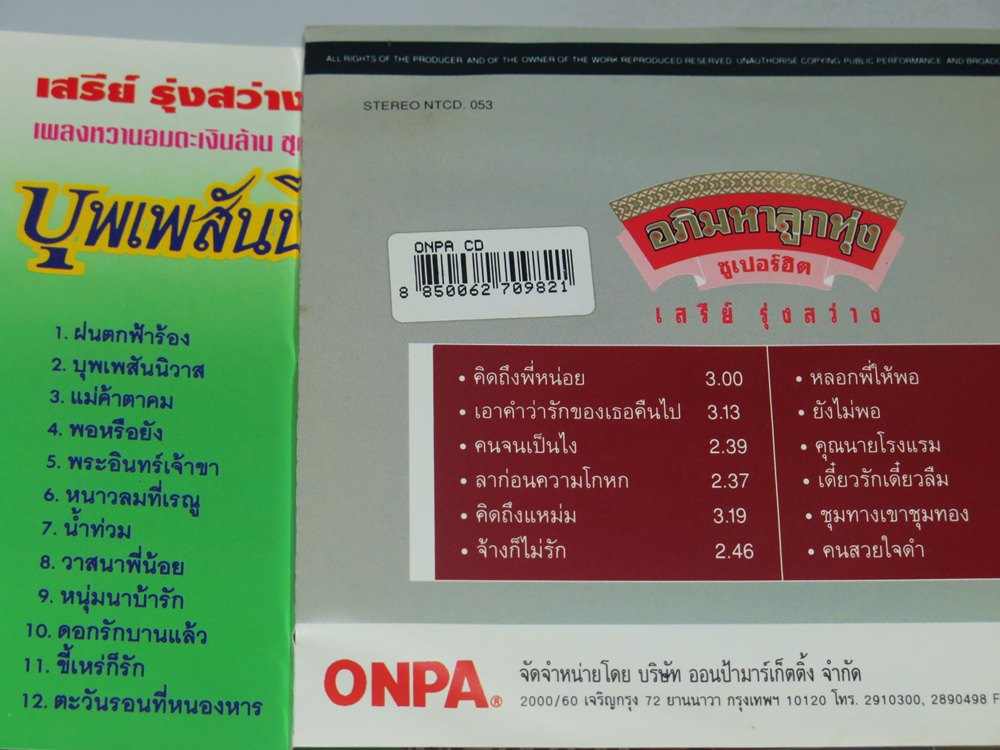 เสรีย์ รุ่งสว่าง
เพลงหวานอมตะเงินล้าน
บุพเพสันนิ
1. ฝนตกฟ้าร้อง
2. บุพเพสันนิวาส
3. แม่ค้าตาคม
4. พอหรือยัง
5. พระอินทร์เจ้าขา
6. หนาวลมที่เรณู
7. น้ำท่วม
8. วาสนาพี่น้อย
9. หนุ่มนาบ้ารัก
10. ดอกรักบานแล้ว
11. ขี้เหร่ก็รัก
12. ตะวันรอนที่หนองหาร
ALL RIGHTS OF THE PRODUCER AND OF THE OWNER OF THE WORK REPRODUCED RESERVED UNAUTHORISE COPYING PUBLIC PERFORMANCE AND BROADC
STEREO NTCD. 053
ONPA CD
8 850062 709821
อภิมหาลูกทุ่ง
ซูเปอร์ฮิต
เสรีย์ รุ่งสว่าง
• คิดถึงพี่หน่อย 3.00
• เอาคำว่ารักของเธอคืนไป 3.13
• คนจนเป็นไง 2.39
• ลาก่อนความโกหก 2.37
• คิดถึงแหม่ม 3.19
• จ้างก็ไม่รัก 2.46
• หลอกพี่ให้พอ
• ยังไม่พอ
• คุณนายโรงแรม
• เดี๋ยวรักเดี๋ยวลืม
• ชุมทางเขาชุมทอง
• คนสวยใจดำ
ONPA®
จัดจำหน่ายโดย บริษัท ออนป้ามาร์เก็ตติ้ง จำกัด
2000/60 เจริญกรุง 72 ยานนาวา กรุงเทพฯ 10120 โทร. 2910300, 2890498 F